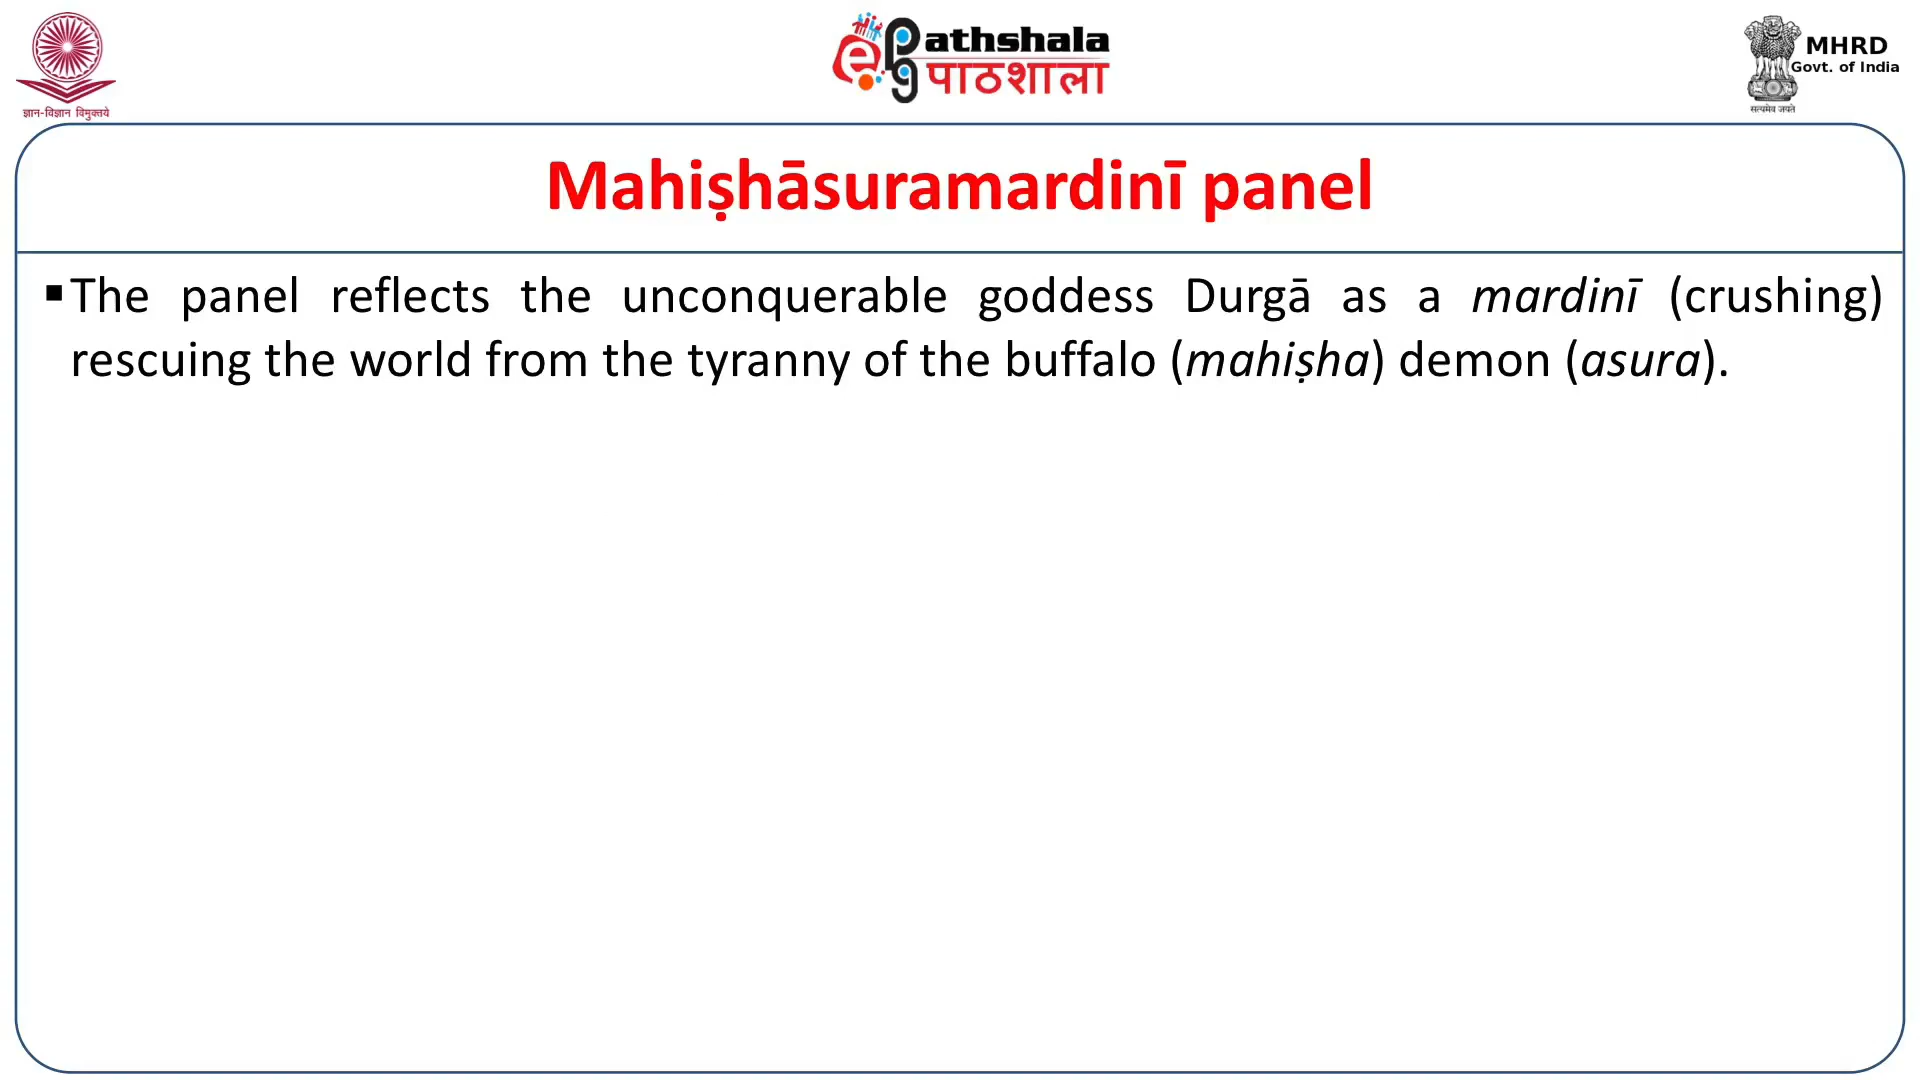 ज्ञान-विज्ञान विमुक्तये
ePathshala
पाठशाला
MHRD
Govt. of India
सत्यमेव जयते
Mahiṣhāsuramardinī panel
▪The panel reflects the unconquerable goddess Durgā as a mardinī (crushing)
rescuing the world from the tyranny of the buffalo (mahiṣha) demon (asura).